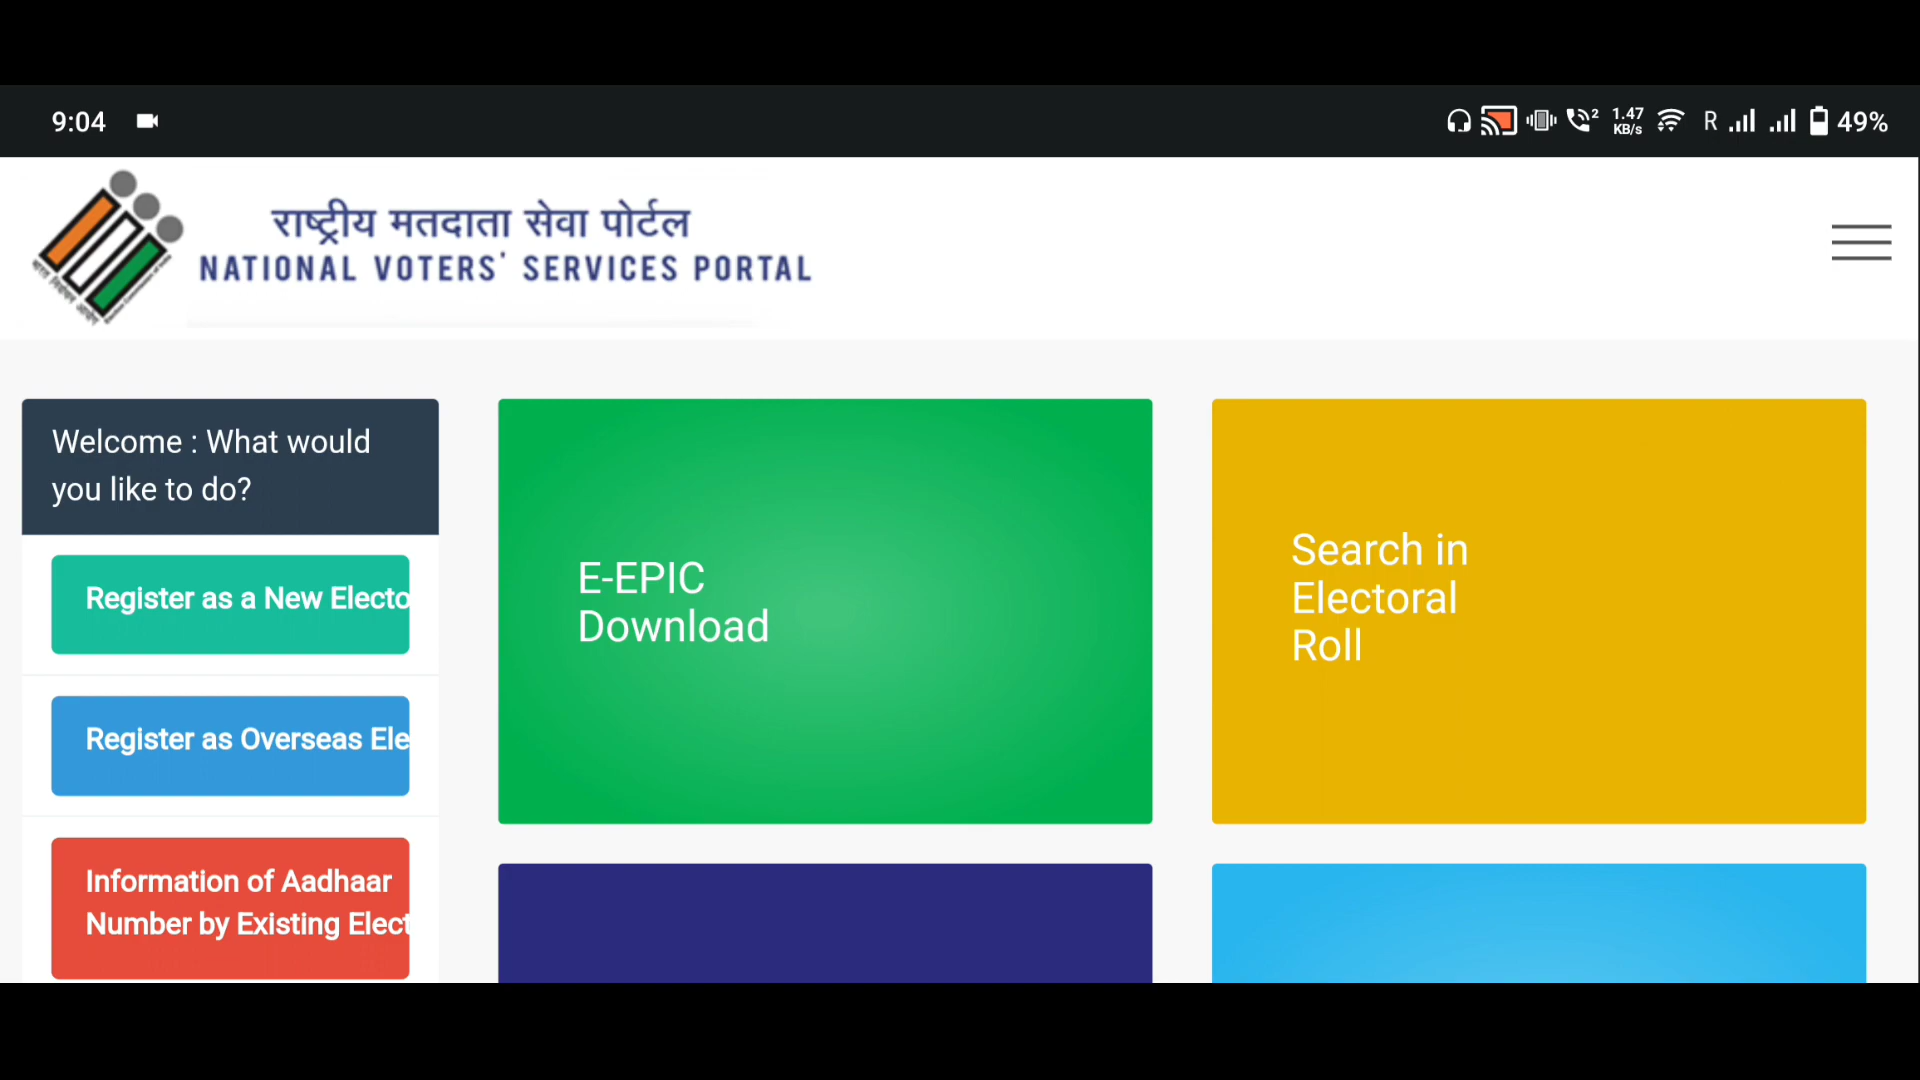 9:04
2
1.47
KB/s
R
49%
राष्ट्रीय मतदाता सेवा पोर्टल
NATIONAL VOTERS' SERVICES PORTAL
Welcome : What would
you like to do?
Register as a New Electo
Register as Overseas Ele
Information of Aadhaar
Number by Existing Elect
E-EPIC
Download
Search in
Electoral
Roll